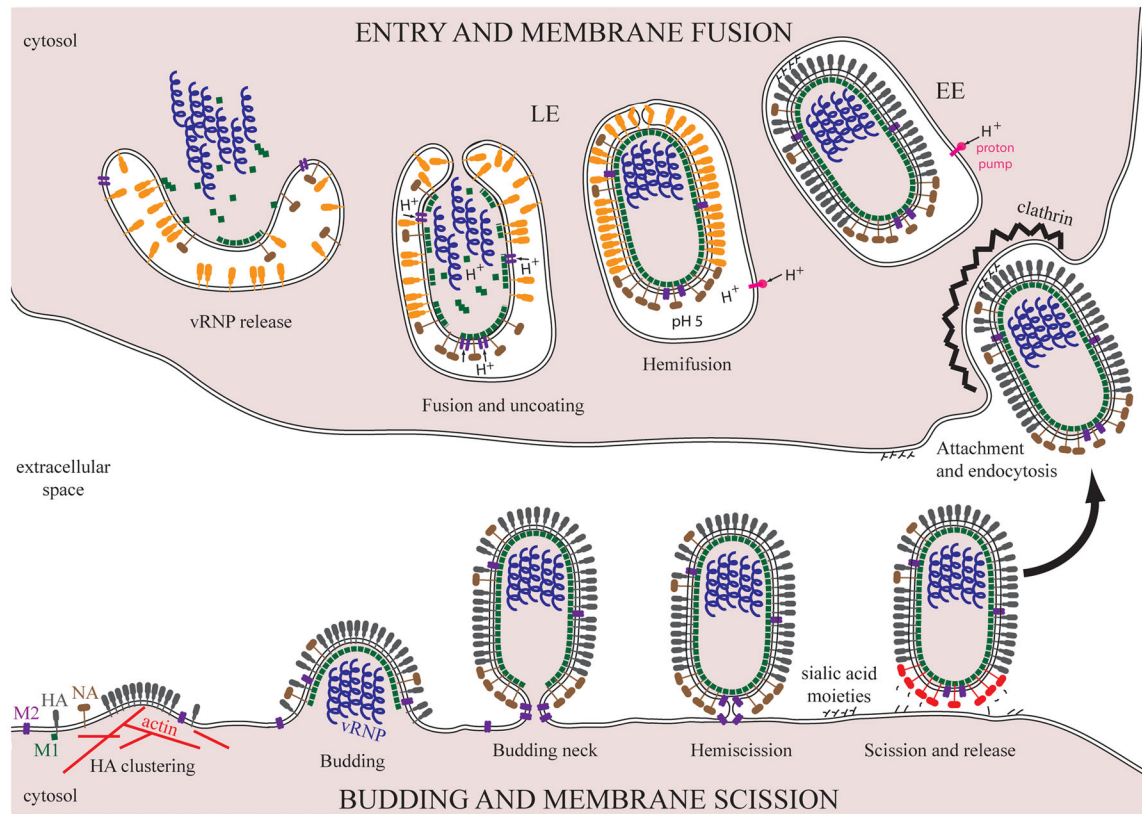 ENTRY AND MEMBRANE FUSION
cytosol
EE
LE
H+
proton
pump
clathrin
H+
H+
H+
H+
H+
H+
pH 5
vRNP release
Hemifusion
Fusion and uncoating
Attachment
and endocytosis
extracellular
space
sialic acid
moieties
HA
NA
M2
M1
actin
vRNP
HA clustering
Budding
Budding neck
Hemiscission
Scission and release
cytosol
BUDDING AND MEMBRANE SCISSION